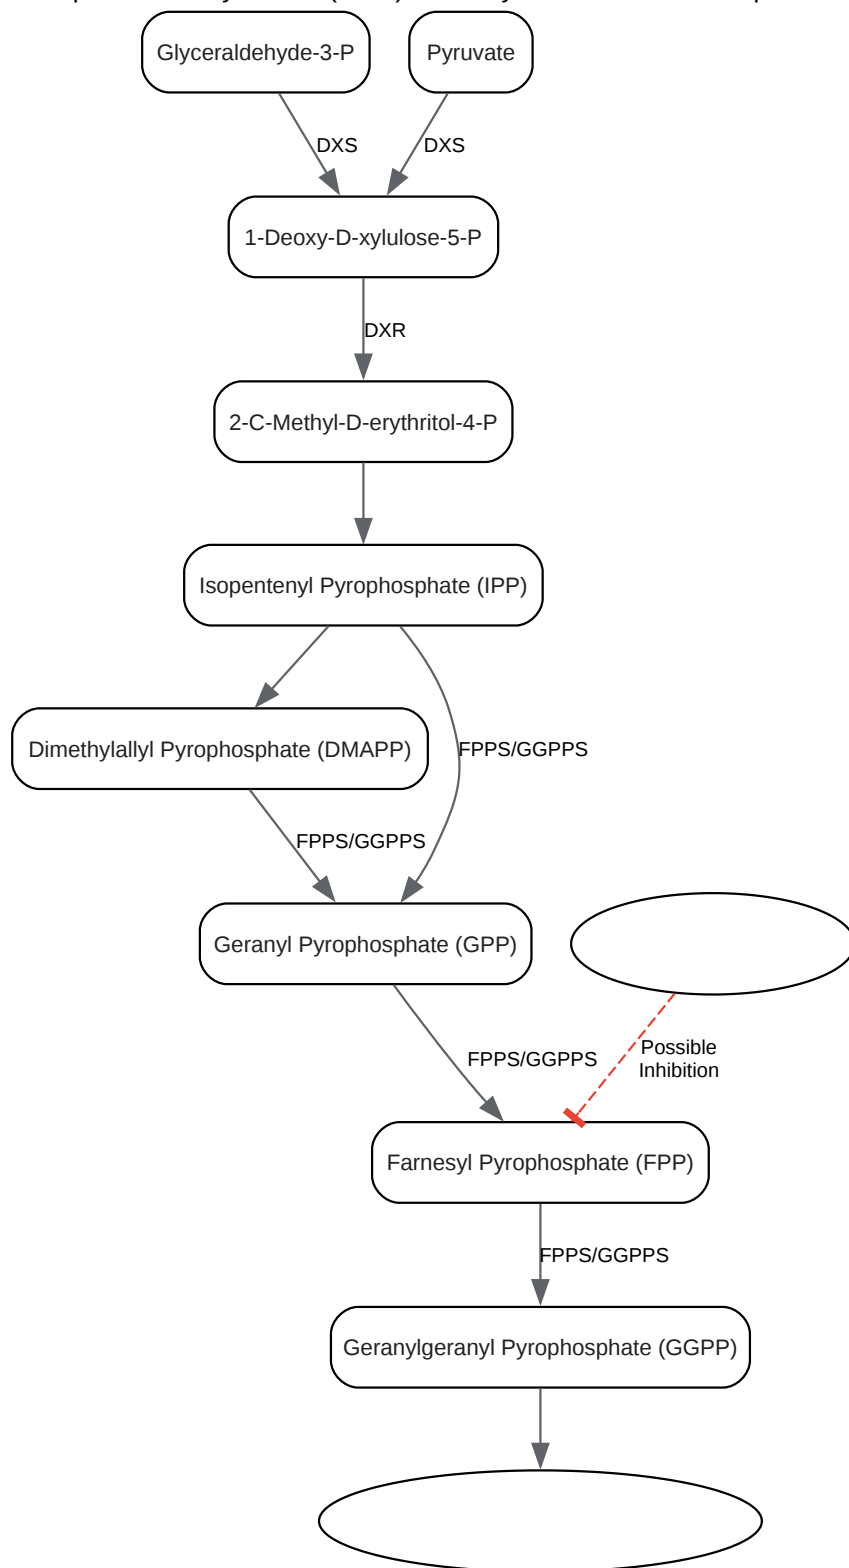 Glyceraldehyde-3-P
Pyruvate
DXS
DXS
1-Deoxy-D-xylulose-5-P
DXR
2-C-Methyl-D-erythritol-4-P
Isopentenyl Pyrophosphate (IPP)
Dimethylallyl Pyrophosphate (DMAPP)
FPPS/GGPPS
FPPS/GGPPS
Geranyl Pyrophosphate (GPP)
FPPS/GGPPS
Possible
Inhibition
Farnesyl Pyrophosphate (FPP)
FPPS/GGPPS
Geranylgeranyl Pyrophosphate (GGPP)